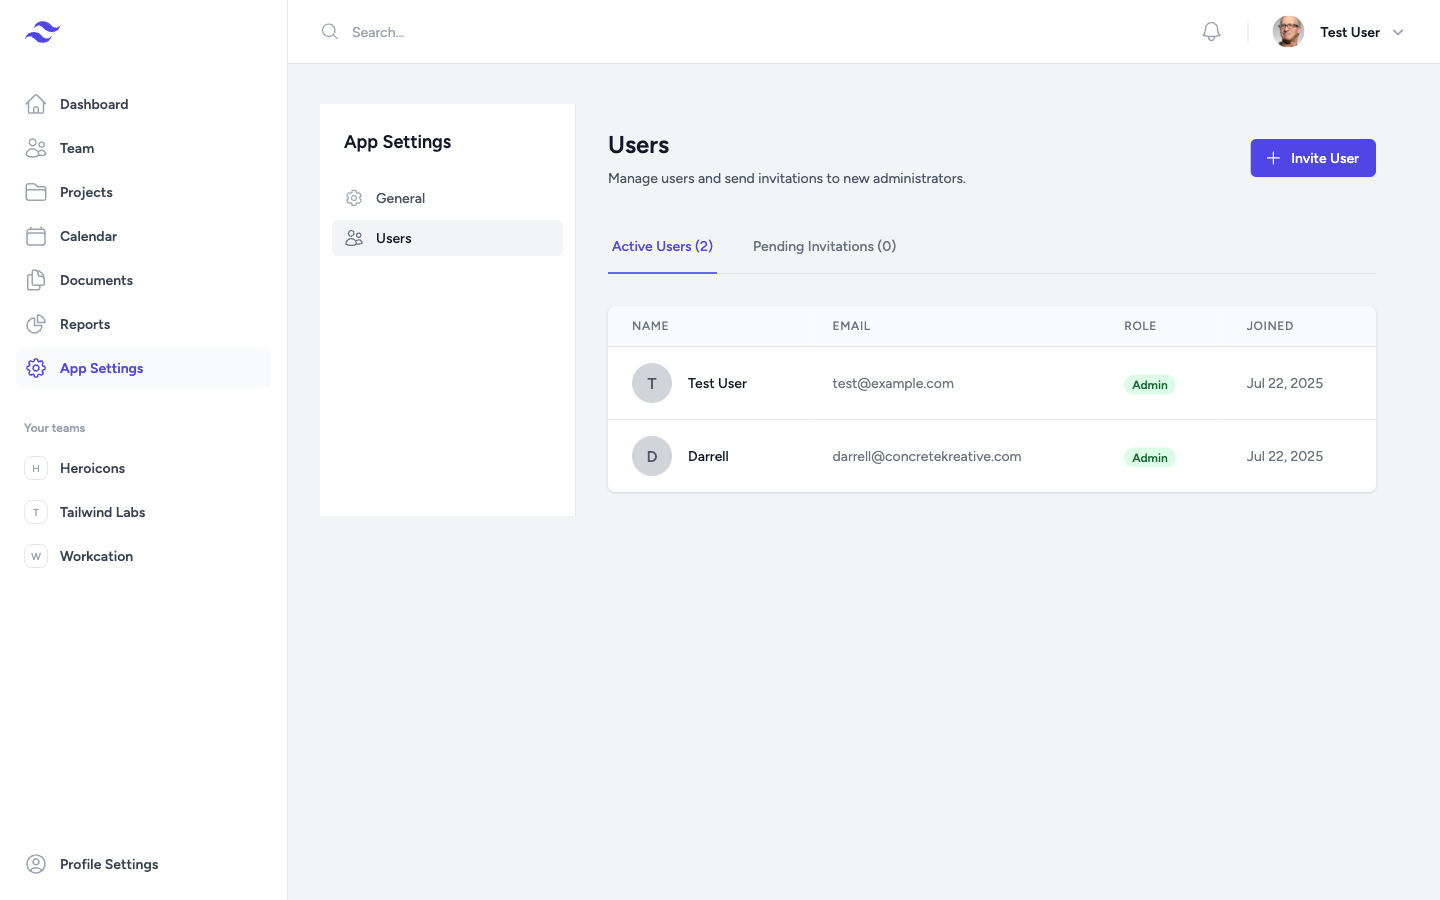 Search...
Test User
Dashboard
Team
Projects
Calendar
Documents
Reports
App Settings
Your teams
H Heroicons
T Tailwind Labs
W Workcation
Profile Settings
App Settings
General
Users
Users
Manage users and send invitations to new administrators.
Invite User
Active Users (2) Pending Invitations (0)
NAME EMAIL ROLE JOINED
T Test User test@example.com Admin Jul 22, 2025
D Darrell darrell@concretekreative.com Admin Jul 22, 2025